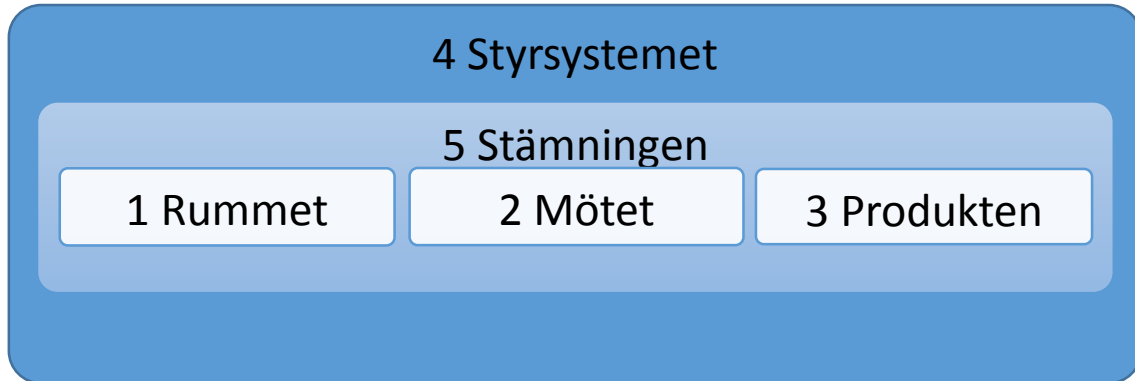 4 Styrsystemet
5 Stämningen
1 Rummet
2 Mötet
3 Produkten